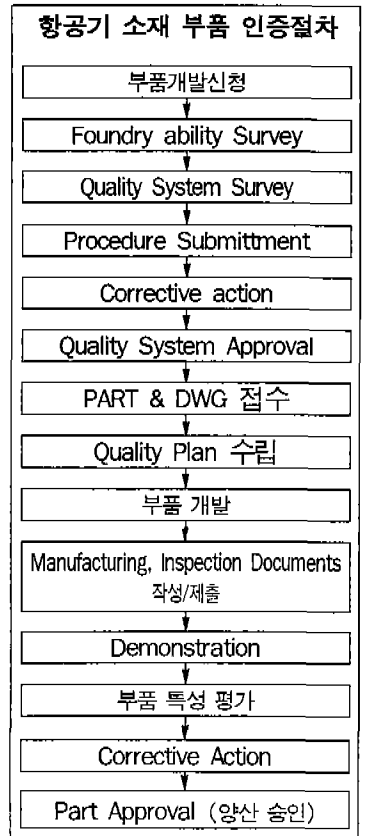 항공기 소재 부품 인증절차
부품개발신청
Foundry ability Survey
Quality System Survey
Procedure Submittment
Corrective action
Quality System Approval
PART & DWG 접수
Quality Plan 수립
부품 개발
Manufacturing, Inspection Documents
작성/제출
Demonstration
부품 특성 평가
Corrective Action
Part Approval (양산 승인)